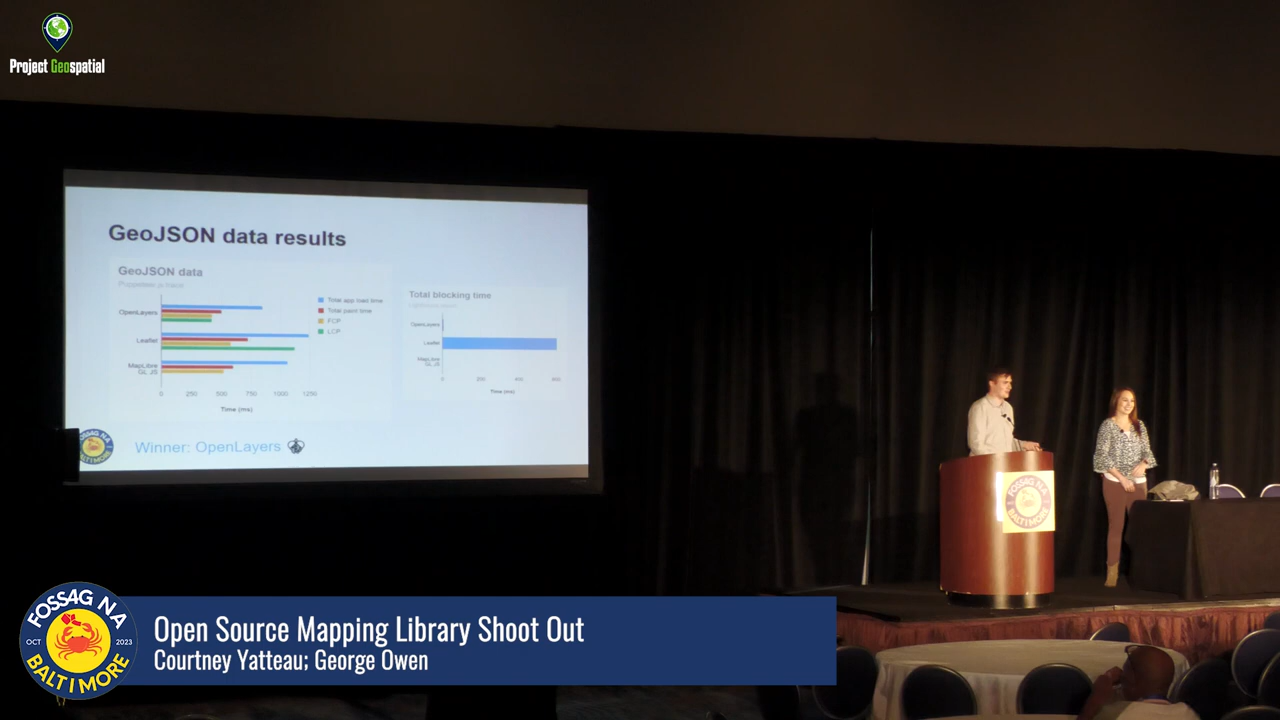 Project Geospatial
GeoJSON data results
GeoJSON data
Total app load time
Total paint time
FCP
LCP
OpenLayers
Leaflet
MapLibre
GL JS
0 250 500 750 1000 1250
Time (ms)
Total blocking time
OpenLayers
Leaflet
MapLibre
GL JS
0
Time (ms)
Winner: OpenLayers
FOSS4G NA
BALTIMORE
FOSS4G NA
OCT 2023
BALTIMORE
Open Source Mapping Library Shoot Out
Courtney Yatteau; George Owen